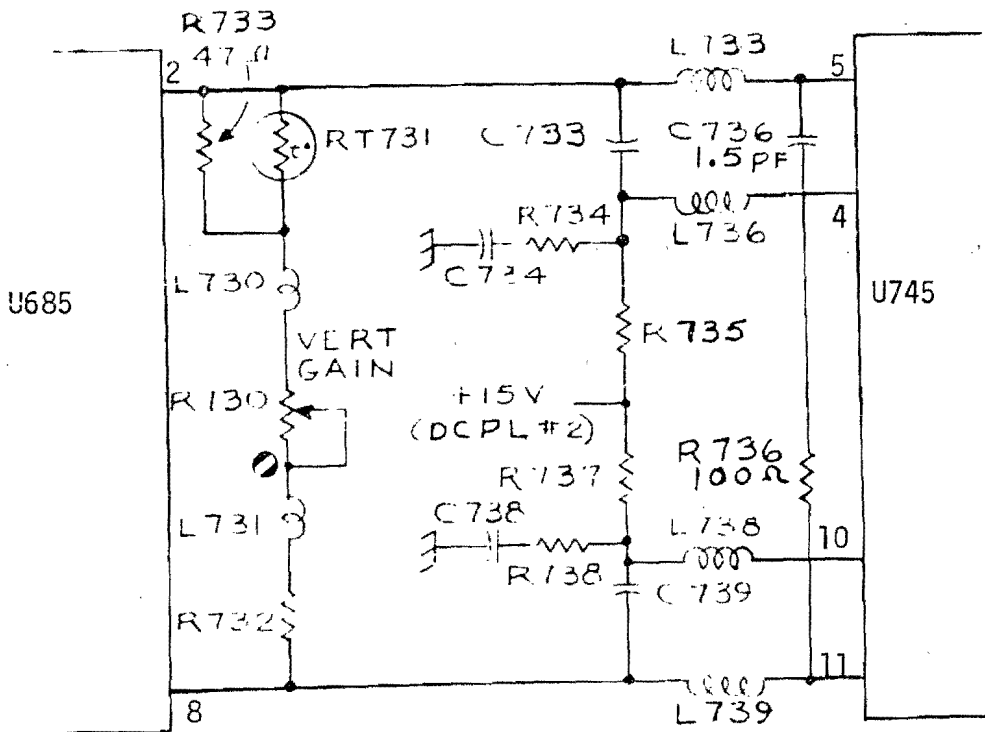 R733
47 Ω
2
RT731
L733
5
C733
C736
1.5 PF
4
R734
L736
C734
L730
U685
U745
VERT
GAIN
R735
R130
+15V
(DCPL #2)
R736
100Ω
R737
L731
C738
L738
10
R738
C739
R732
11
8
L739